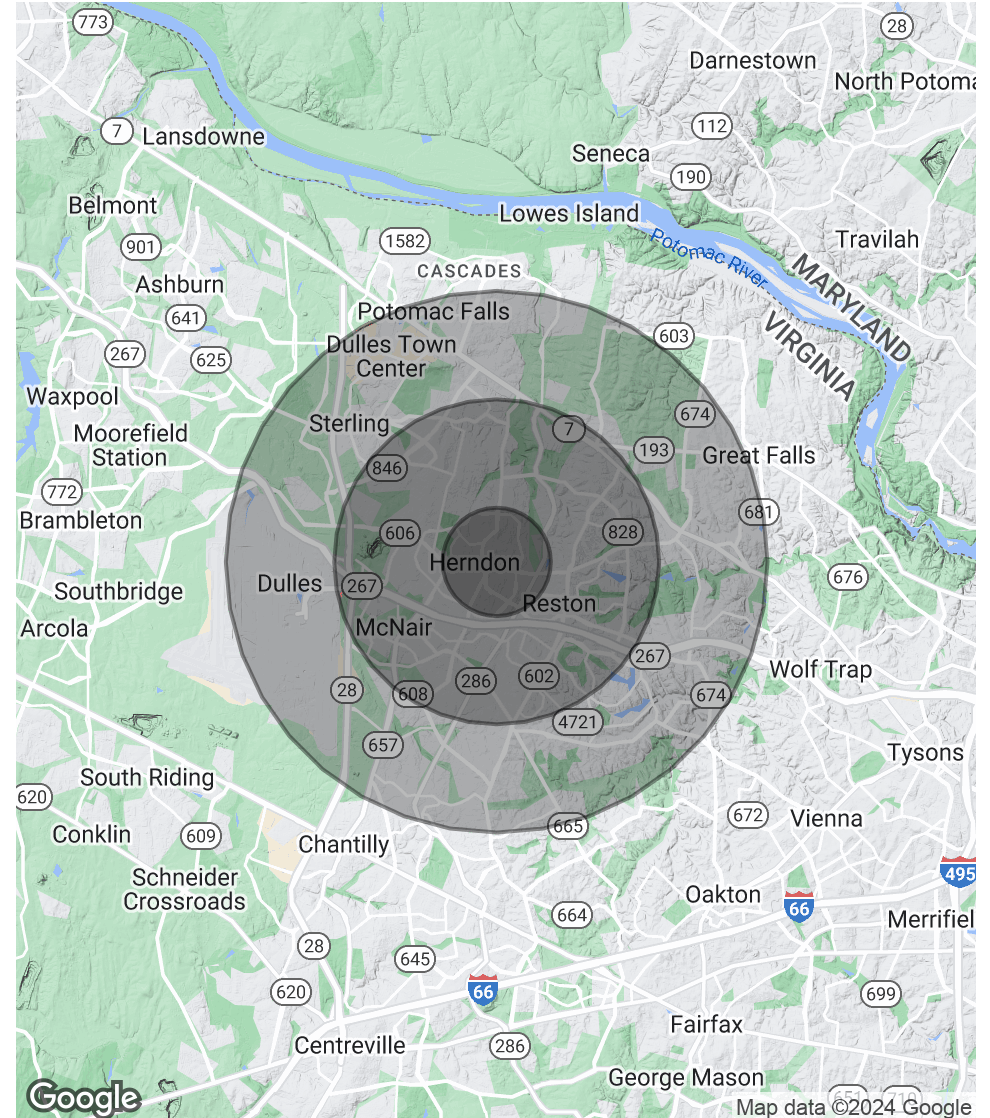 773
28
Darnestown
North Potoma
7
Lansdowne
112
Seneca
190
Belmont
Lowes Island
901
1582
Potomac River
Travilah
CASCADES
MARYLAND
Ashburn
VIRGINIA
Potomac Falls
641
603
267
625
Dulles Town
Center
Waxpool
674
Sterling
7
Moorefield
Station
193
Great Falls
846
772
681
Brambleton
606
828
Herndon
676
Dulles
267
Southbridge
Reston
Arcola
McNair
267
Wolf Trap
286
602
28
608
674
4721
657
Tysons
South Riding
620
672
Vienna
665
Conklin
609
Chantilly
495
Schneider
Crossroads
Oakton
66
664
Merrifiel
28
645
66
620
699
Fairfax
Centreville
286
George Mason
Google
Map data ©2024 Google